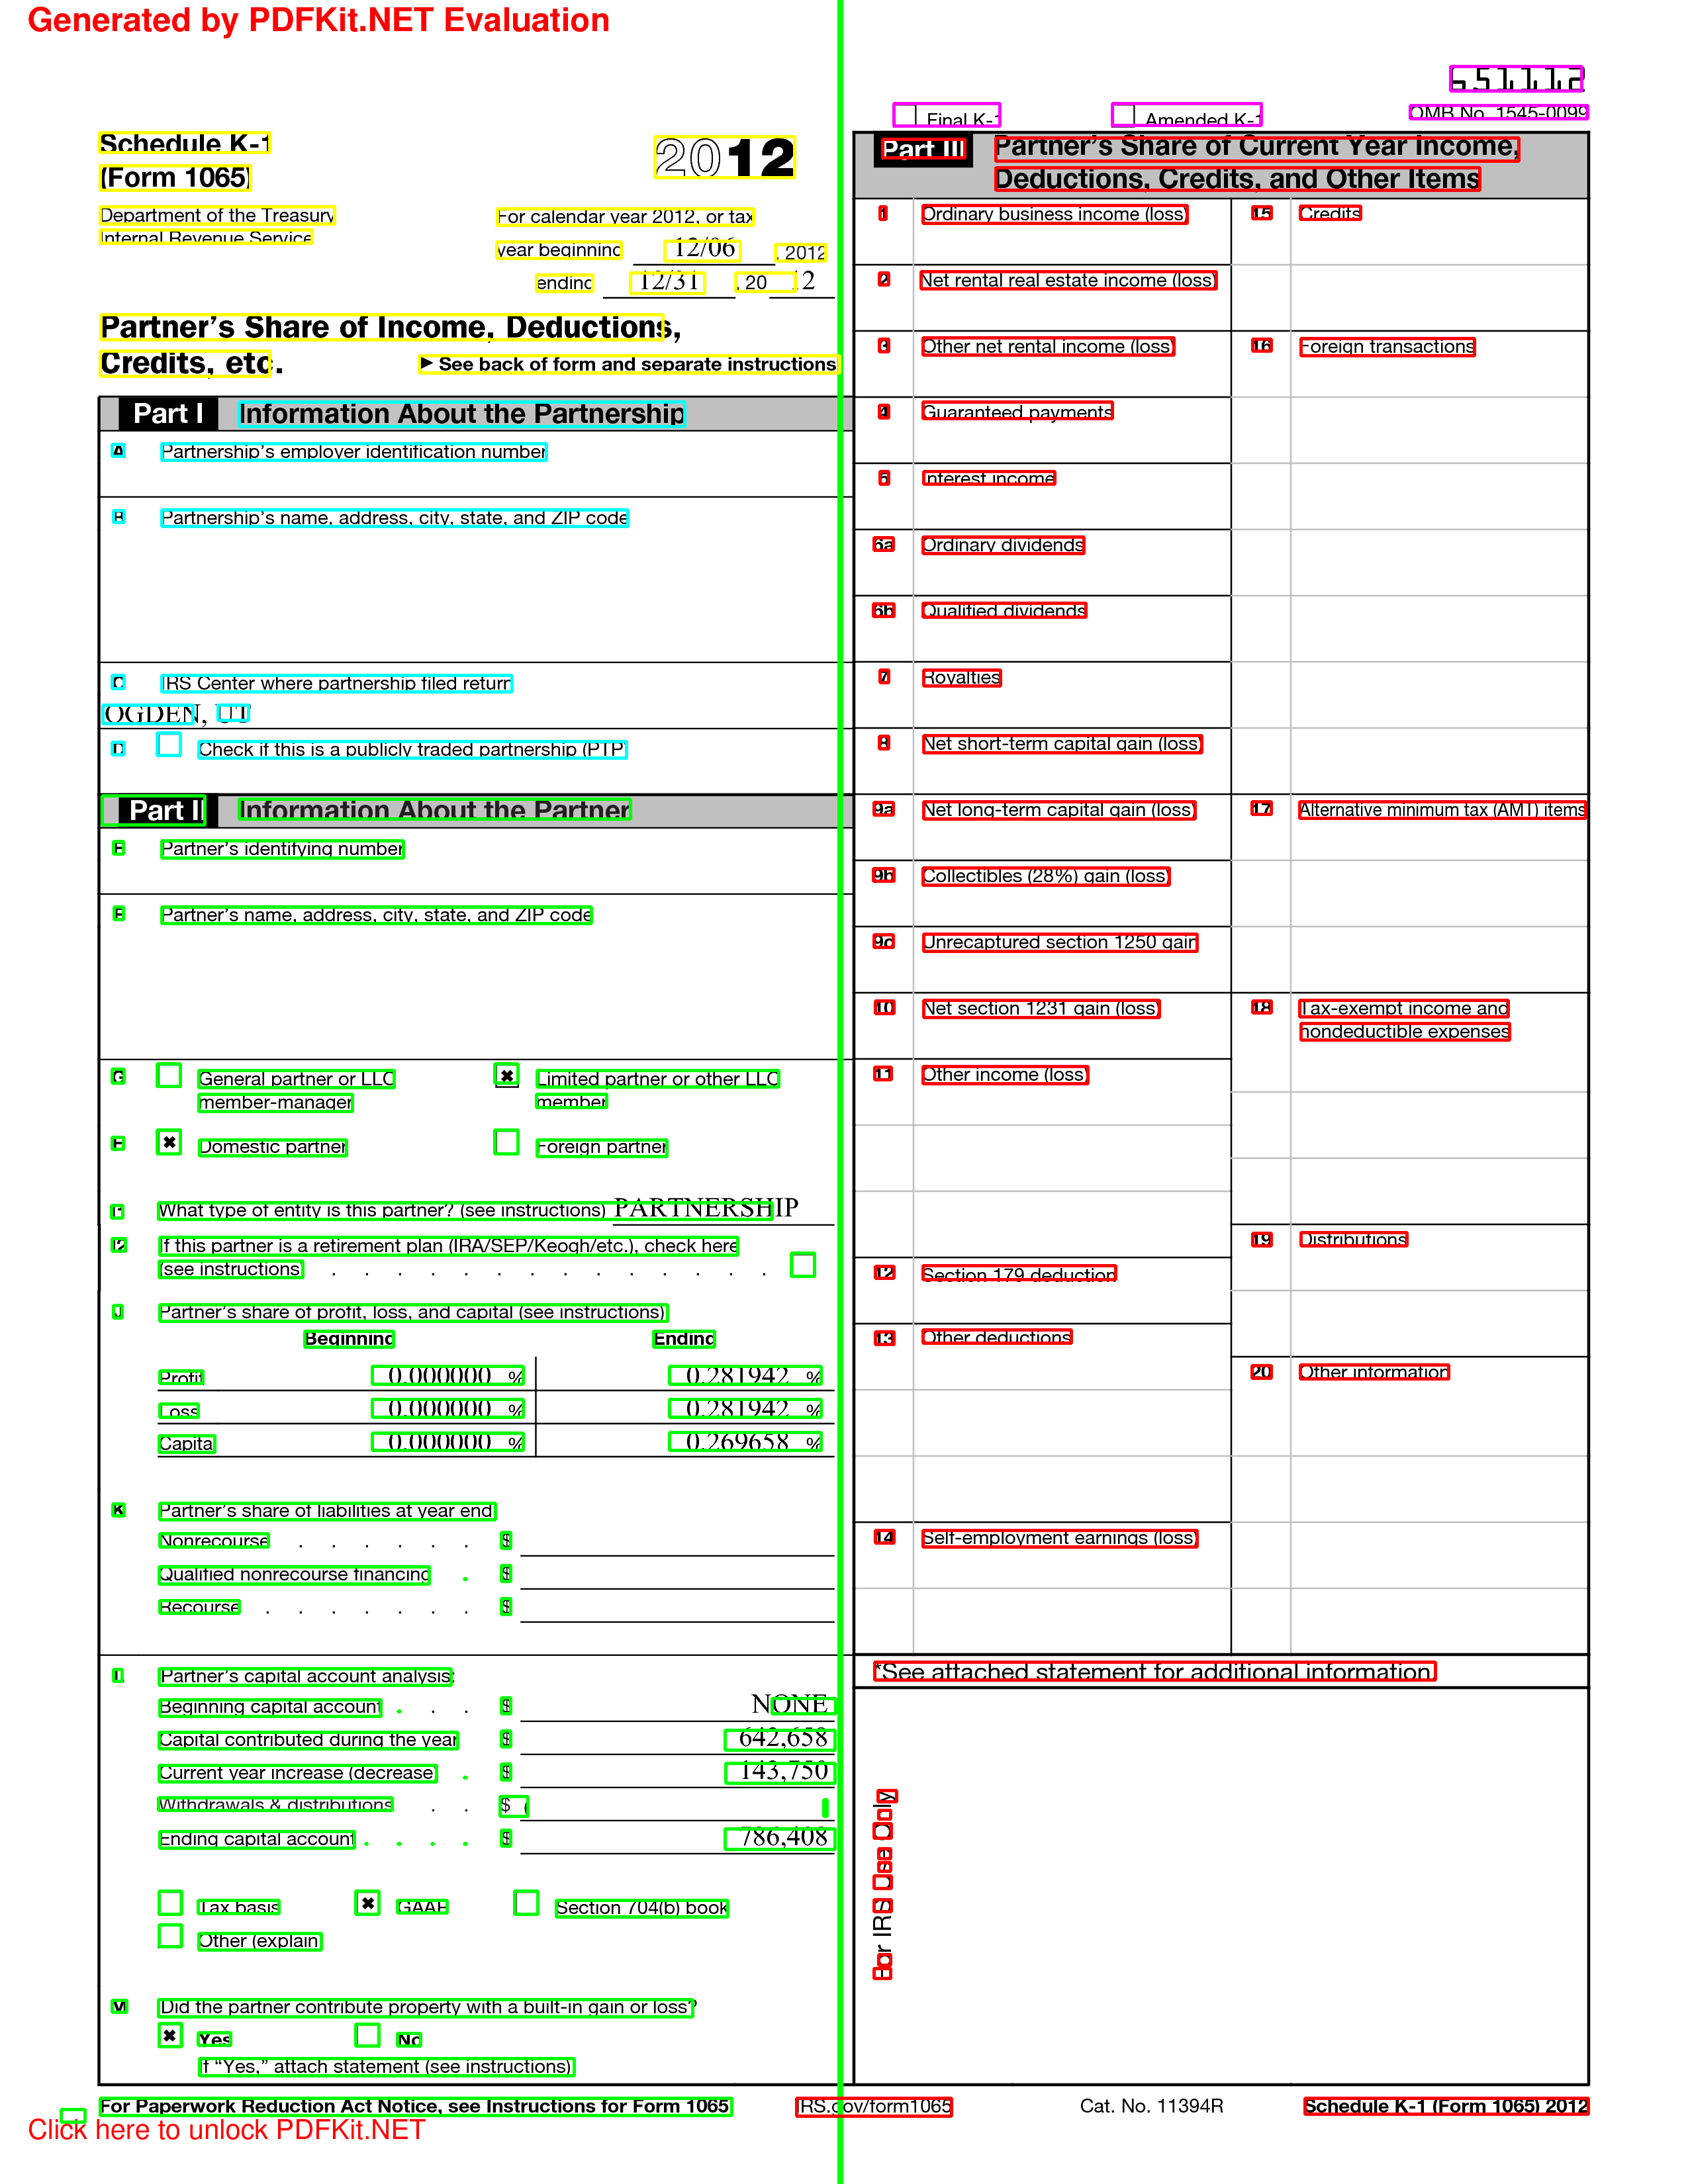 Generated by PDFKit.NET Evaluation
651112
Final K-1
Amended K-1
OMB No. 1545-0099
Schedule K-1
(Form 1065)
2012
Department of the Treasury
Internal Revenue Service
For calendar year 2012, or tax
year beginning 12/06 , 2012
ending 12/31 , 20 12
Partner's Share of Income, Deductions,
Credits, etc.
► See back of form and separate instructions
Part I Information About the Partnership
A Partnership's employer identification number
B Partnership's name, address, city, state, and ZIP code
C IRS Center where partnership filed return
OGDEN, UT
D Check if this is a publicly traded partnership (PTP)
Part II Information About the Partner
E Partner's identifying number
F Partner's name, address, city, state, and ZIP code
G General partner or LLC
member-manager
✖ Limited partner or other LLC
member
H ✖ Domestic partner
Foreign partner
I1 What type of entity is this partner? (see instructions) PARTNERSHIP
I2 If this partner is a retirement plan (IRA/SEP/Keogh/etc.), check here
(see instructions) . . . . . . . . . . . . . .
J Partner's share of profit, loss, and capital (see instructions)
Beginning Ending
Profit 0.000000 % 0.281942 %
Loss 0.000000 % 0.281942 %
Capital 0.000000 % 0.269658 %
K Partner's share of liabilities at year end
Nonrecourse . . . . . . $
Qualified nonrecourse financing . $
Recourse . . . . . . . $
L Partner's capital account analysis:
Beginning capital account . . . $ NONE
Capital contributed during the year $ 642,658
Current year increase (decrease) . $ 143,750
Withdrawals & distributions . . $ ( )
Ending capital account . . . . $ 786,408
Tax basis ✖ GAAP Section 704(b) book
Other (explain)
M Did the partner contribute property with a built-in gain or loss?
✖ Yes No
If "Yes," attach statement (see instructions)
Part III Partner's Share of Current Year Income,
Deductions, Credits, and Other Items
1 Ordinary business income (loss)
15 Credits
2 Net rental real estate income (loss)
3 Other net rental income (loss)
16 Foreign transactions
4 Guaranteed payments
5 Interest income
6a Ordinary dividends
6b Qualified dividends
7 Royalties
8 Net short-term capital gain (loss)
9a Net long-term capital gain (loss)
17 Alternative minimum tax (AMT) items
9b Collectibles (28%) gain (loss)
9c Unrecaptured section 1250 gain
10 Net section 1231 gain (loss)
18 Tax-exempt income and
nondeductible expenses
11 Other income (loss)
19 Distributions
12 Section 179 deduction
13 Other deductions
20 Other information
14 Self-employment earnings (loss)
*See attached statement for additional information
For IRS Use Only
For Paperwork Reduction Act Notice, see Instructions for Form 1065
IRS.gov/form1065
Cat. No. 11394R
Schedule K-1 (Form 1065) 2012
Click here to unlock PDFKit.NET